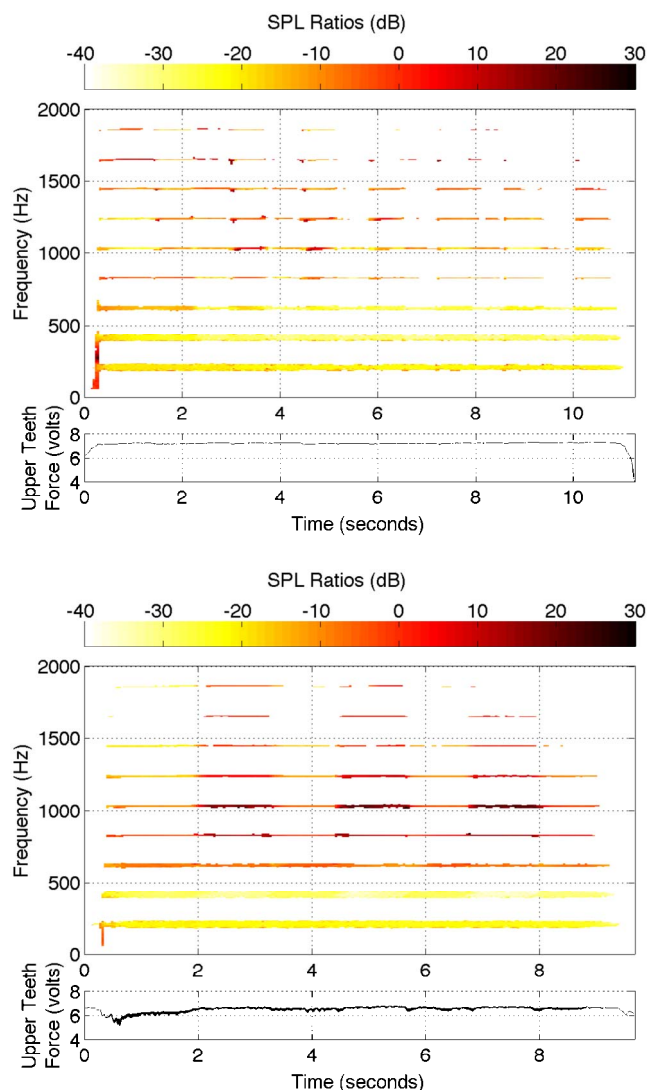 SPL Ratios (dB)
-40 -30 -20 -10 0 10 20 30
2000
1500
1000
500
0
Frequency (Hz)
0 2 4 6 8 10
8
6
4
Upper Teeth
Force (volts)
0 2 4 6 8 10
Time (seconds)
SPL Ratios (dB)
-40 -30 -20 -10 0 10 20 30
2000
1500
1000
500
0
Frequency (Hz)
0 2 4 6 8
8
6
4
Upper Teeth
Force (volts)
0 2 4 6 8
Time (seconds)